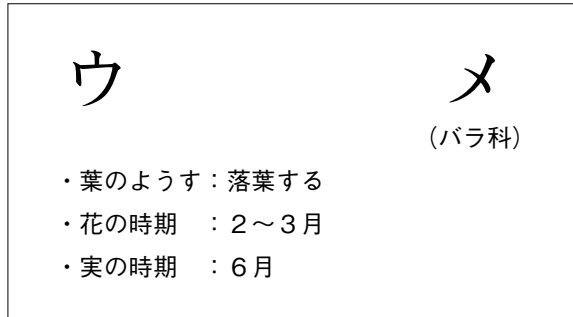 ウメ
(バラ科)
・葉のようす：落葉する
・花の時期　：２～３月
・実の時期　：６月